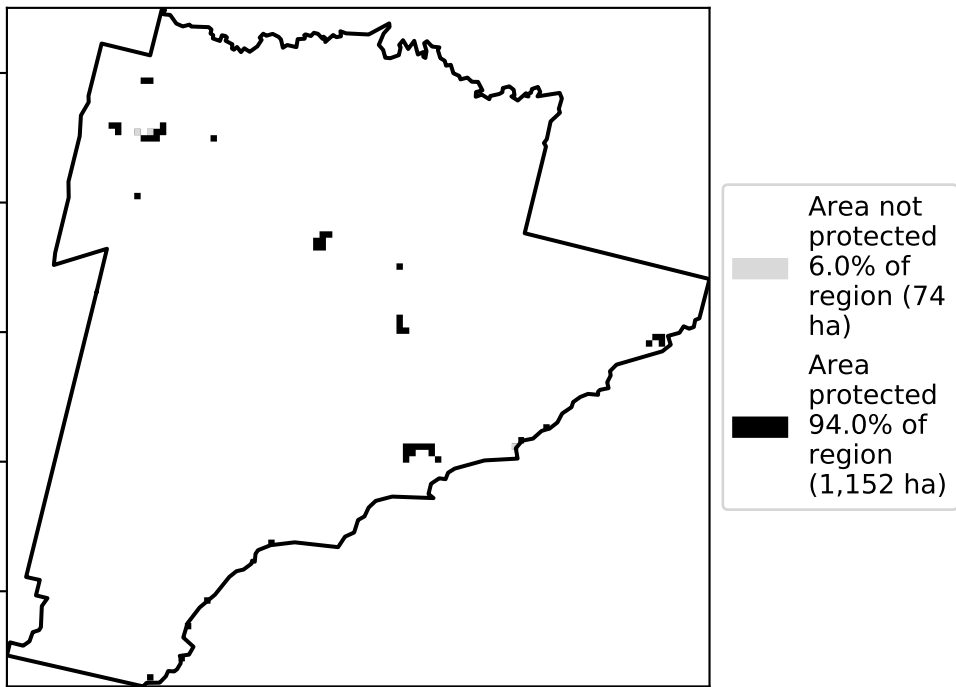 Area not
protected
6.0% of
region (74
ha)
Area
protected
94.0% of
region
(1,152 ha)